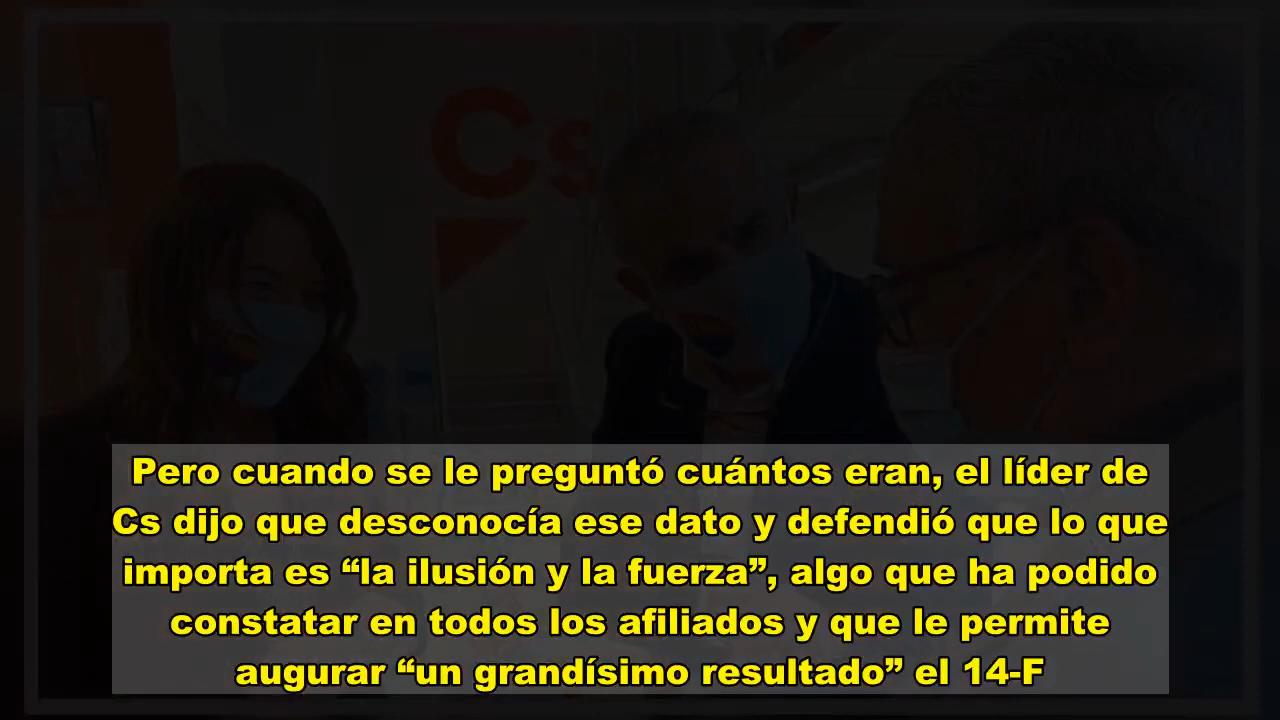 Cs
Pero cuando se le preguntó cuántos eran, el líder de
Cs dijo que desconocía ese dato y defendió que lo que
importa es “la ilusión y la fuerza”, algo que ha podido
constatar en todos los afiliados y que le permite
augurar “un grandísimo resultado” el 14-F